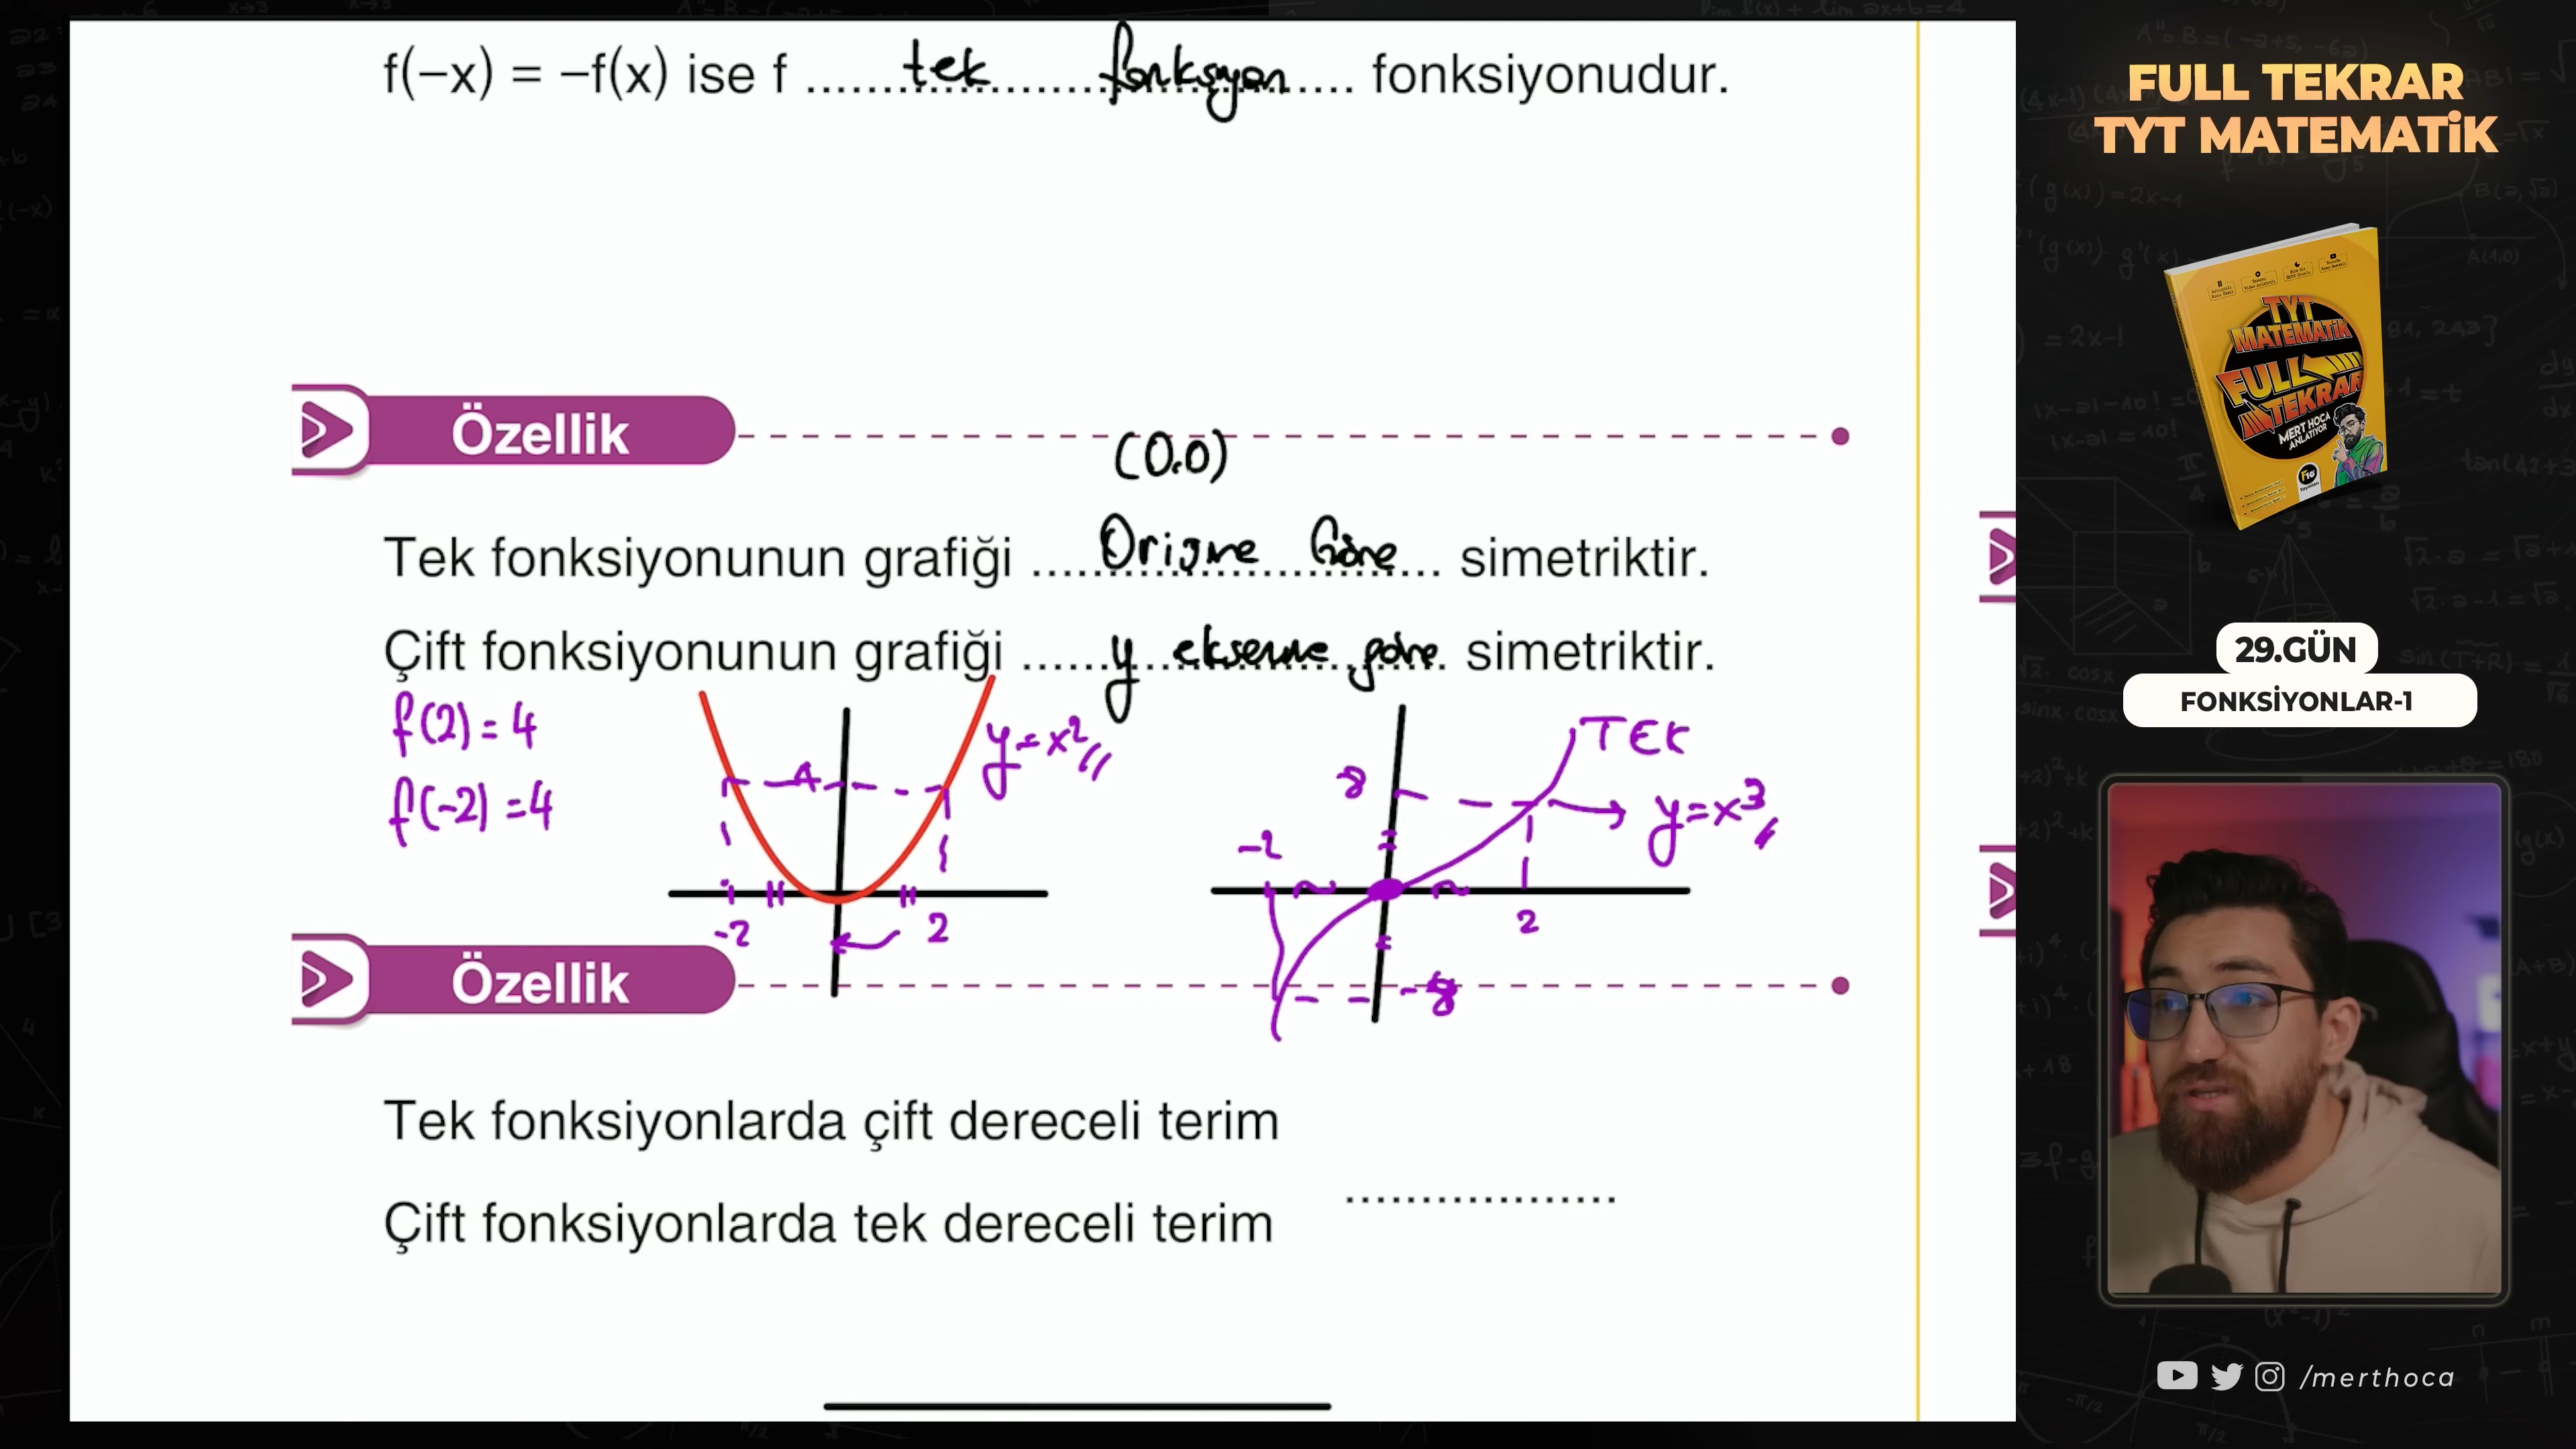 f(−x) = −f(x) ise f ..... tek fonksiyon ..... fonksiyonudur.
Özellik
(0,0)
Tek fonksiyonunun grafiği ..... Orijine Göre ..... simetriktir.
Çift fonksiyonunun grafiği ..... y eksenine göre ..... simetriktir.
f(2) = 4
f(-2) = 4
4
y = x²
-2
2
TEK
8
y = x³
-2
2
-8
Özellik
Tek fonksiyonlarda çift dereceli terim
..................
Çift fonksiyonlarda tek dereceli terim
FULL TEKRAR
TYT MATEMATİK
TYT
MATEMATİK
FULL
TEKRAR
MERT HOCA
ANLATIYOR
29.GÜN
FONKSİYONLAR-1
/merthoca